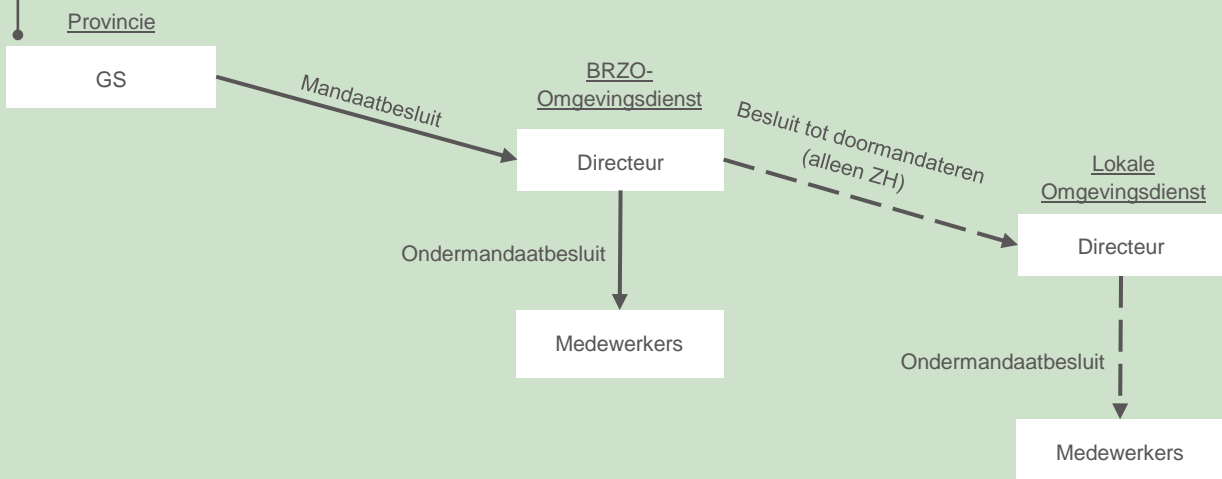 Provincie
GS
Mandaatbesluit
BRZO-
Omgevingsdienst
Directeur
Ondermandaatbesluit
Medewerkers
Besluit tot doormandateren
(alleen ZH)
Lokale
Omgevingsdienst
Directeur
Ondermandaatbesluit
Medewerkers